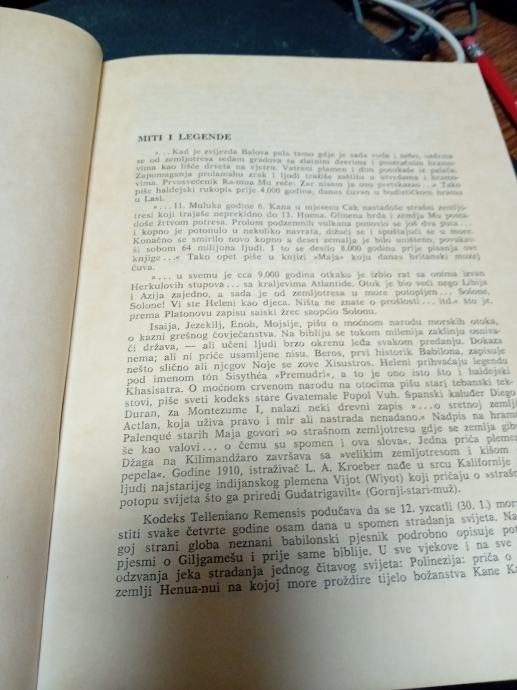 MITI I LEGENDE
»... Kad je zvijezda Balova pala tamo gdje je sada voda i nebo,
se od zemljotresa sedam gradova sa zlatnim dverima i prozračnim
vima kao lišće drveta na vjetru. Vatreni plamen i dim posukaše iz palača.
Zapomaganja prolamahu zrak i ljudi tražiše zaštitu u utvrdama i
vima. Prvosvećenik Ra-mua Mu reče: Zar nisam ja ovo pretskazao ...« Tako
piše haldejski rukopis prije 4.000 godina, danas čuvan u budističkom hramu
u Lasi.
»... 11. Muluka godine 6. Kana u mjesecu Cak nastadoše strašni zemljo-
tresi koji trajaše neprekidno do 13. Huena. Glinena brda i zemlja Mu posta-
doše žrtvom potresa. Prolom podzemnih vulkana ponovio se još dva puta ...
i kopno je potonulo u nekoliko navrata, dižući se i spuštajući se u more.
Konačno se smirilo novo kopno a deset zemalja je bilo uništeno,
ši sobom 64 milijuna ljudi. I to se desilo 8.000 godina prije pisanja ove
knjige ...« Tako opet piše u knjizi »Maja« koju danas britanski muzej
čuva.
»... u svemu je cca 9.000 godina otkako je izbio rat sa onima izvan
Herkulovih stupova ... sa kraljevima Atlantide. Otok je bio veći nego Libija
i Azija zajedno, a sada je od zemljotresa u more potopljen ... Solone,
Solone! Vi ste Heleni kao djeca. Ništa ne znate o prošlosti ... itd.« što je,
prema Platonovu zapisu saiski žrec saopćio Solonu.
Isaija, Jezekilj, Enoh, Mojsije, pišu o moćnom narodu morskih otoka,
o kazni grešnog čovječanstva. Na bibliju se tokom milenija zaklinju osniva-
či država, — ali učeni ljudi brzo okrenu leđa svakom predanju. Dokaza
nema; ali ni priče usamljene nisu. Beros, prvi historik Babilona, zapisuje
nešto slično ali njegov Noje se zove Xisustros. Heleni prihvaćaju legendu
pod imenom tôn Sisythéa »Premudri«, a to je ono isto što i haldejski
Khasisatra. O moćnom crvenom narodu na otocima pišu stari tebanski tek-
stovi, piše sveti kodeks stare Gvatemale Popol Vuh. Španski kaluđer Diego
Duran, za Montezume I, nalazi neki drevni zapis »... o sretnoj zemlji
Actlan, koja uživa pravo i mir ali nastrada nenadano.« Nadpis na hramu
Palenqué starih Maja govori »o strašnom zemljotresu gdje se zemlja
še kao valovi ... o čemu su spomen i ova slova«. Jedna priča plemena
Džaga na Kilimandžaro završava sa »velikim zemljotresom i kišom
pepela«. Godine 1910, istraživač L. A. Kroeber nađe u srcu Kalifornije
ljudi najstarijeg indijanskog plemena Vijot (Wiyot) koji pričaju o
potopu svijeta što ga priredi Gudatrigavilt« (Gornji-stari-muž).
Kodeks Telleniano Remensis podučava da se 12. yzcatli (30. 1.) mora
stiti svake četvrte godine osam dana u spomen stradanja svijeta. Na
goj strani globa neznani babilonski pjesnik podrobno opisuje
pjesmi o Giljgamešu i prije same biblije. U sve vjekove i na sve
odzvanja jeka stradanja jednog čitavog svijeta: Polinezija: priča o
zemlji Henua-nui na kojoj more proždire tijelo božanstva Kane